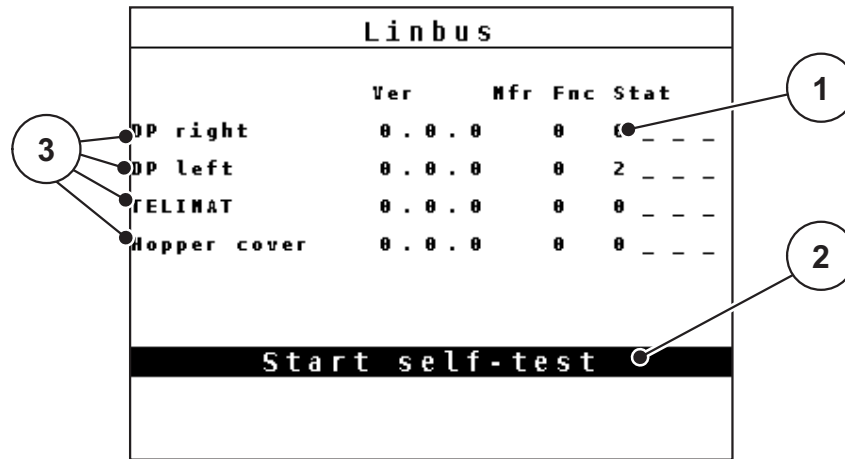 Linbus
Ver Mfr Fnc Stat
DP right 0.0.0 0 0 _ _ _
DP left 0.0.0 0 2 _ _ _
TELIMAT 0.0.0 0 0 _ _ _
Hopper cover 0.0.0 0 0 _ _ _
Start self-test
1
2
3